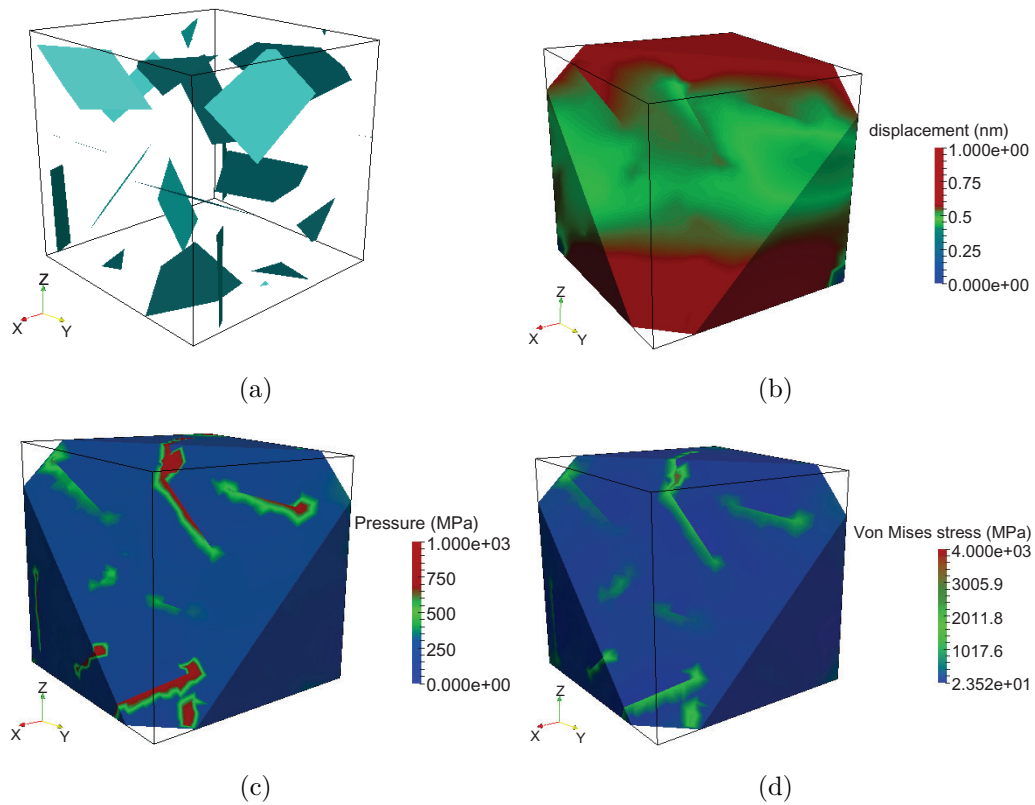 Z
X
Y
(a)
displacement (nm)
1.000e+00
0.75
0.5
0.25
0.000e+00
Z
X
Y
(b)
Pressure (MPa)
1.000e+03
750
500
250
0.000e+00
Z
X
Y
(c)
Von Mises stress (MPa)
4.000e+03
3005.9
2011.8
1017.6
2.352e+01
Z
X
Y
(d)